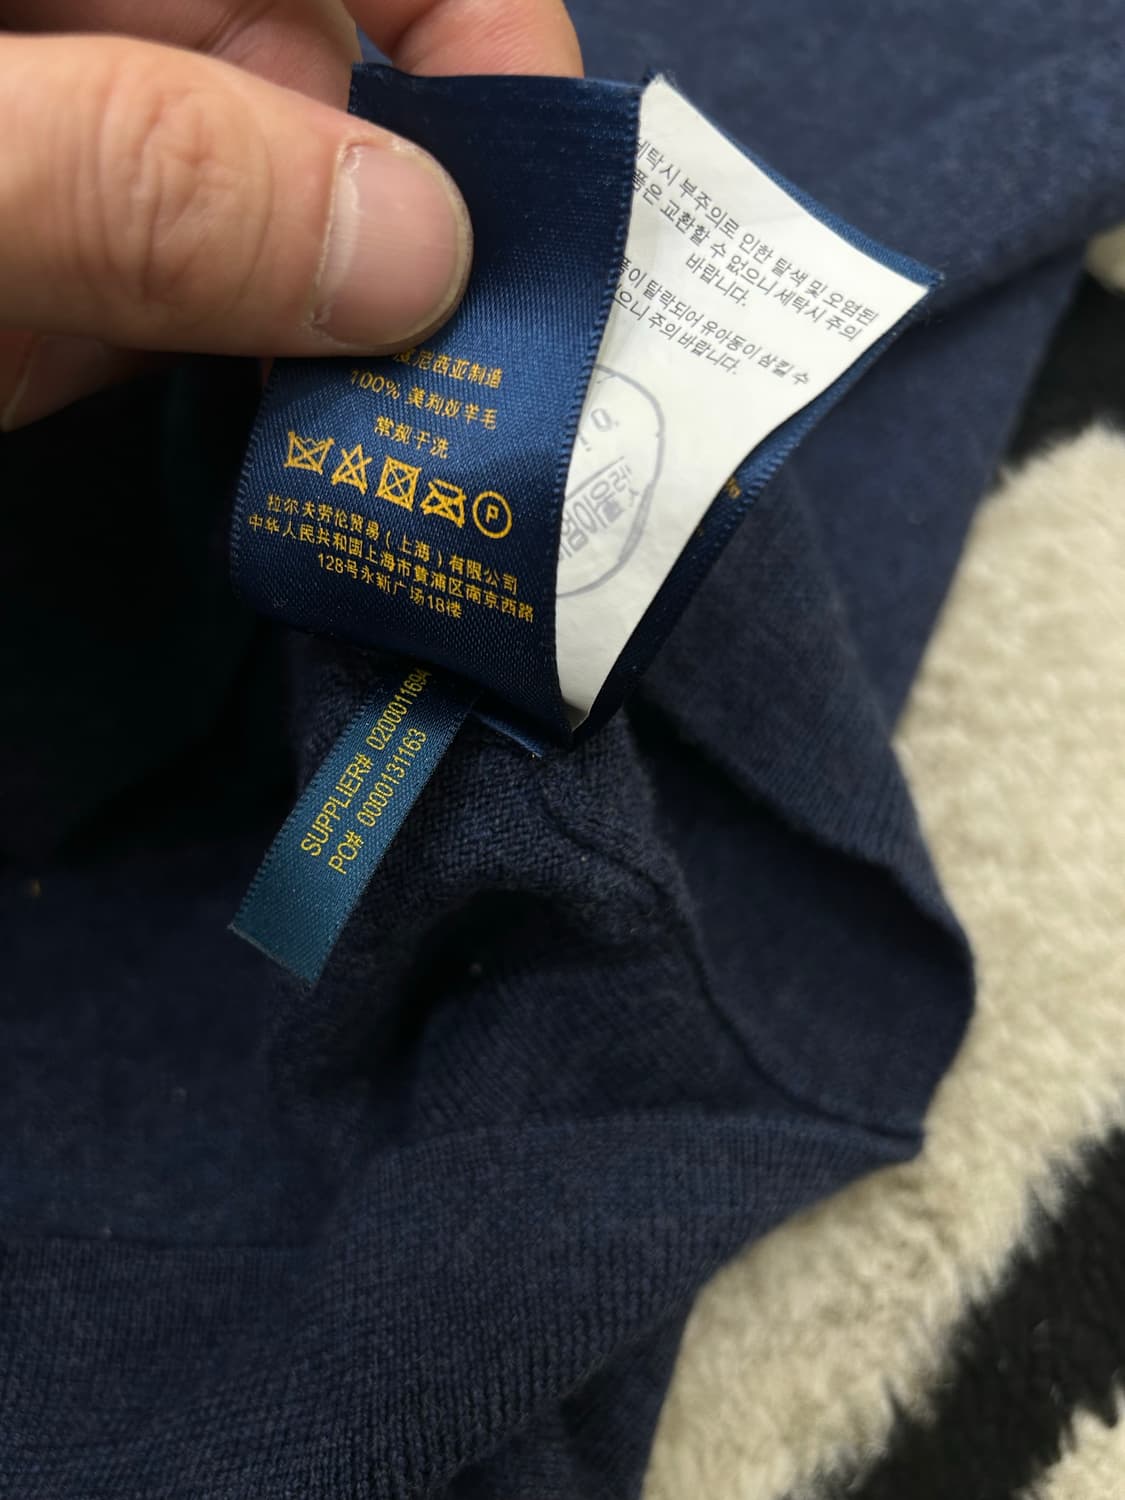 尼西亚制造
100% 美利奴羊毛
常规干洗
P
拉尔夫劳伦贸易（上海）有限公司
中华人民共和国上海市黄浦区南京西路
128号永新广场18楼
SUPPLIER# 0200011694
PO# 0000131163
세탁시 부주의로 인한 탈색 및 오염된
품은 교환할 수 없으니 세탁시 주의
바랍니다.
이 탈락되어 유아동이 삼킬 수
으니 주의 바랍니다.